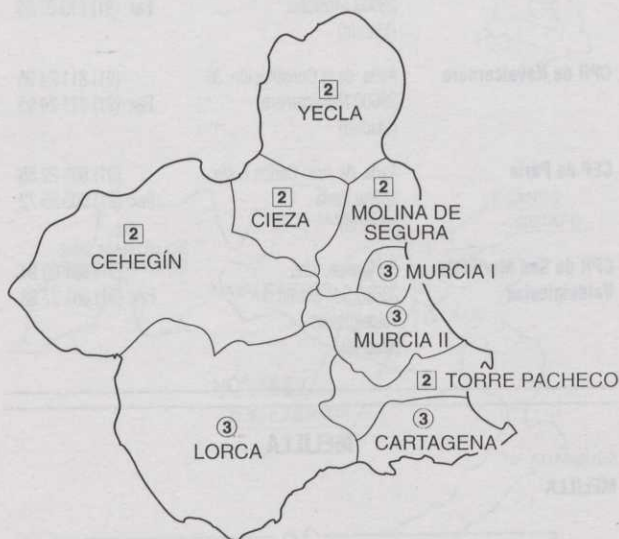 2
YECLA
2
CIEZA
2
MOLINA DE
SEGURA
2
CEHEGÍN
3 MURCIA I
3
MURCIA II
2 TORRE PACHECO
3
LORCA
3
CARTAGENA